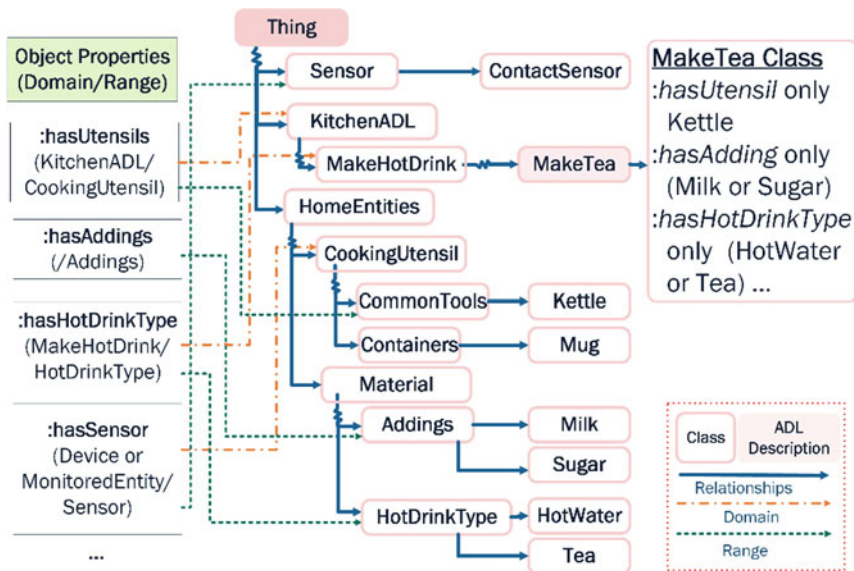 Object Properties
(Domain/Range)
:hasUtensils
(KitchenADL/
CookingUtensil)
:hasAddings
(/Addings)
:hasHotDrinkType
(MakeHotDrink/
HotDrinkType)
:hasSensor
(Device or
MonitoredEntity/
Sensor)
...
Thing
Sensor
ContactSensor
KitchenADL
MakeHotDrink
MakeTea
HomeEntities
CookingUtensil
CommonTools
Kettle
Containers
Mug
Material
Addings
Milk
Sugar
HotDrinkType
HotWater
Tea
MakeTea Class
:hasUtensil only
Kettle
:hasAdding only
(Milk or Sugar)
:hasHotDrinkType
only (HotWater
or Tea) ...
Class
ADL
Description
Relationships
Domain
Range